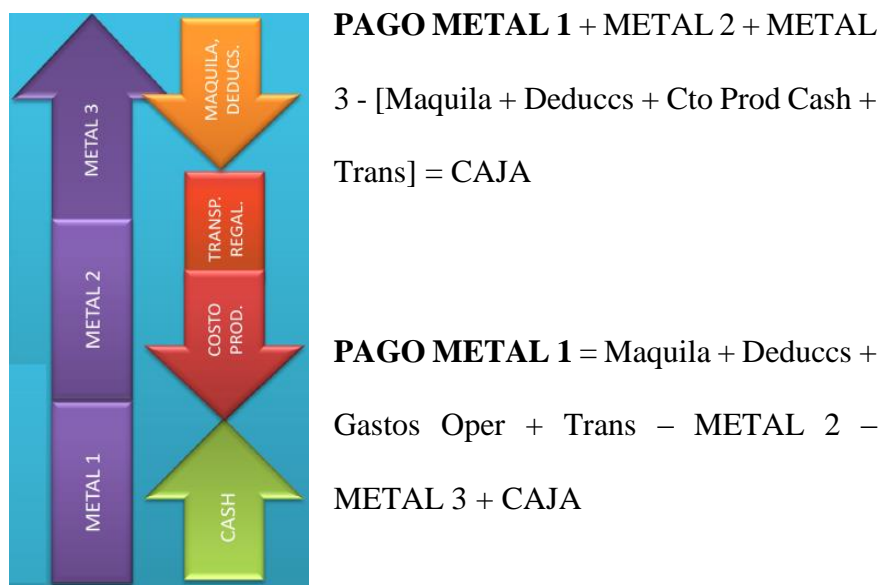 METAL 3
METAL 2
METAL 1
MAQUILA,
DEDUCS.
TRANSP.
REGAL.
COSTO
PROD.
CASH
PAGO METAL 1 + METAL 2 + METAL
3 - [Maquila + Deduccs + Cto Prod Cash +
Trans] = CAJA
PAGO METAL 1 = Maquila + Deduccs +
Gastos Oper + Trans – METAL 2 –
METAL 3 + CAJA